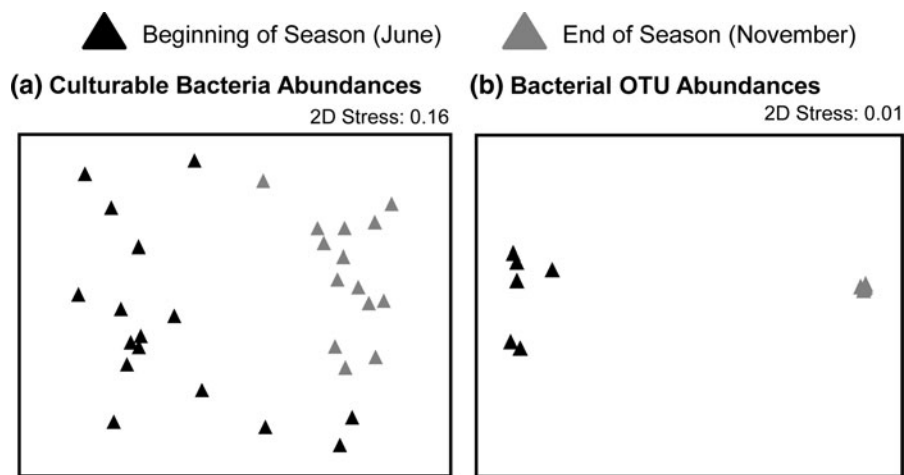 Beginning of Season (June) End of Season (November)
(a) Culturable Bacteria Abundances
2D Stress: 0.16
(b) Bacterial OTU Abundances
2D Stress: 0.01